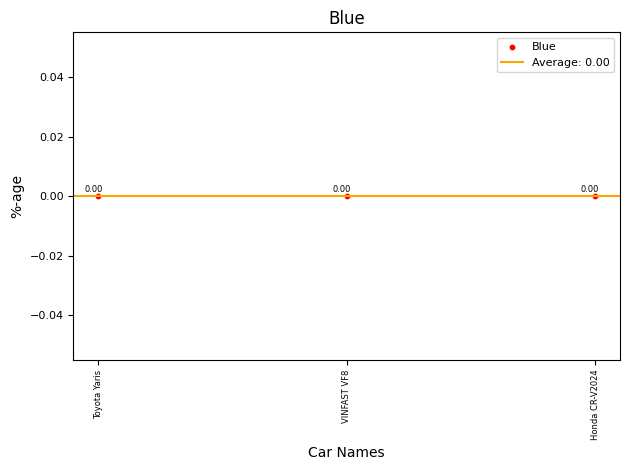 Blue
Blue
Average: 0.00
0.04
0.02
0.00
−0.02
−0.04
%-age
0.00
0.00
0.00
Toyota Yaris
VINFAST VF8
Honda CR-V2024
Car Names